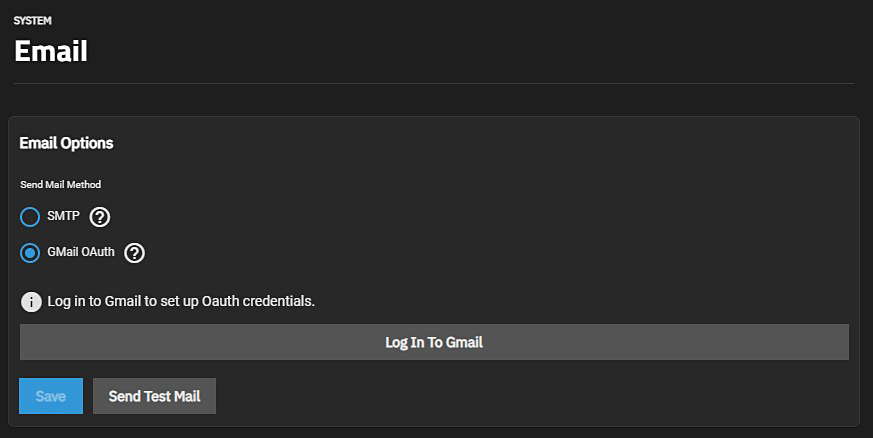 SYSTEM
Email
Email Options
Send Mail Method
SMTP ?
GMail OAuth ?
i Log in to Gmail to set up Oauth credentials.
Log In To Gmail
Save Send Test Mail